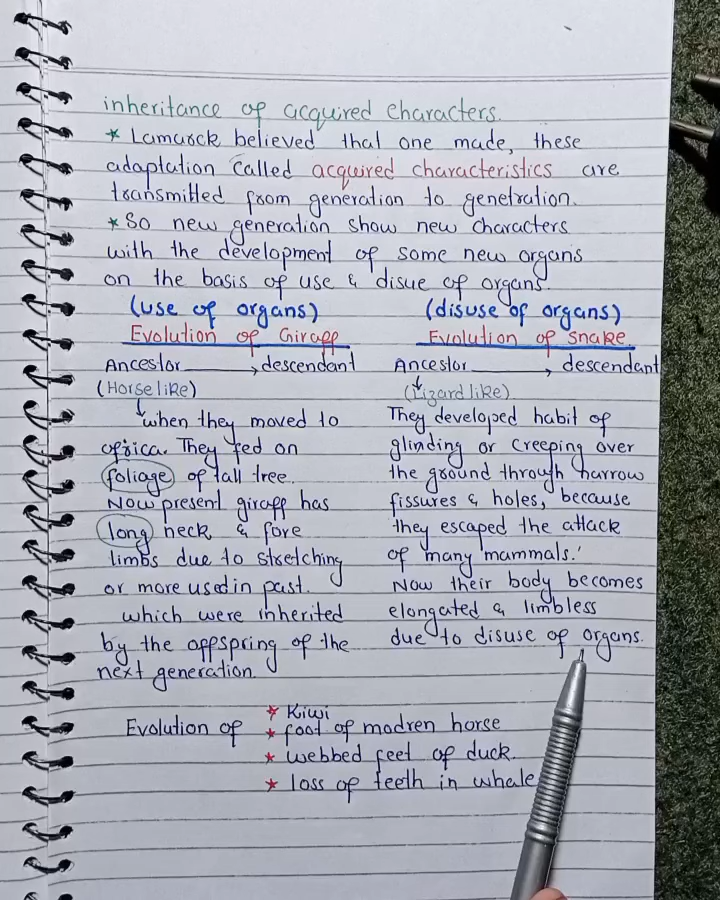 inheritance of acquired characters.
* Lamarck believed that one made, these
adaptation called acquired characteristics are
transmitted from generation to genetration.
* So new generation show new characters
with the development of some new organs
on the basis of use & disue of organs.
(use of organs)
Evolution of Giraff
Ancestor → descendant
(Horse like)
when they moved to
africa. They fed on
foliage of tall tree.
Now present giraff has
long neck & fore
limbs due to stretching
or more used in past.
which were inherited
by the offspring of the
next generation.
(disuse of organs)
Evolution of snake.
Ancestor → descendant
(Lizard like)
They developed habit of
glinding or creeping over
the ground through narrow
fissures & holes, because
they escaped the attack
of many mammals.'
Now their body becomes
elongated & limbless
due to disuse of organs.
Evolution of
* Kiwi
* foot of modren horse
* webbed feet of duck.
* loss of teeth in whale